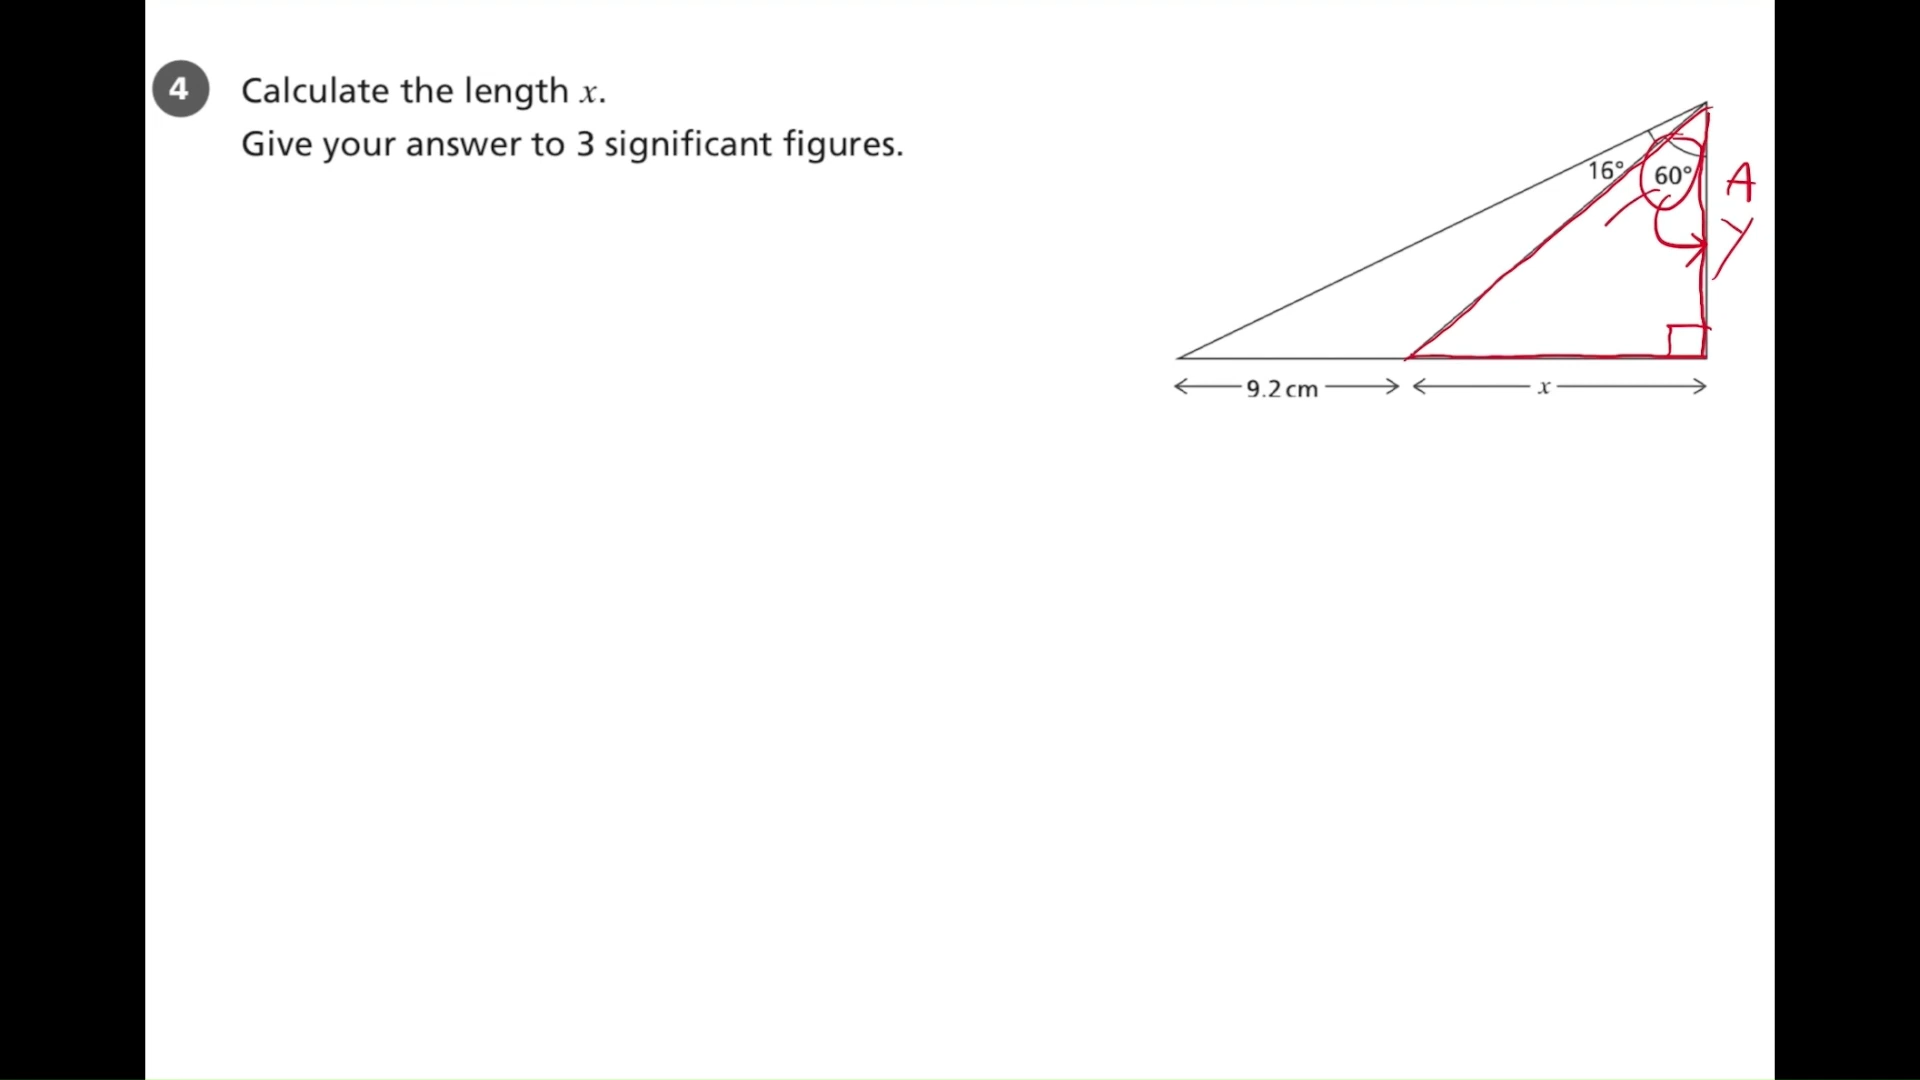 4 Calculate the length x.
Give your answer to 3 significant figures.
16° 60° A
y
9.2 cm x